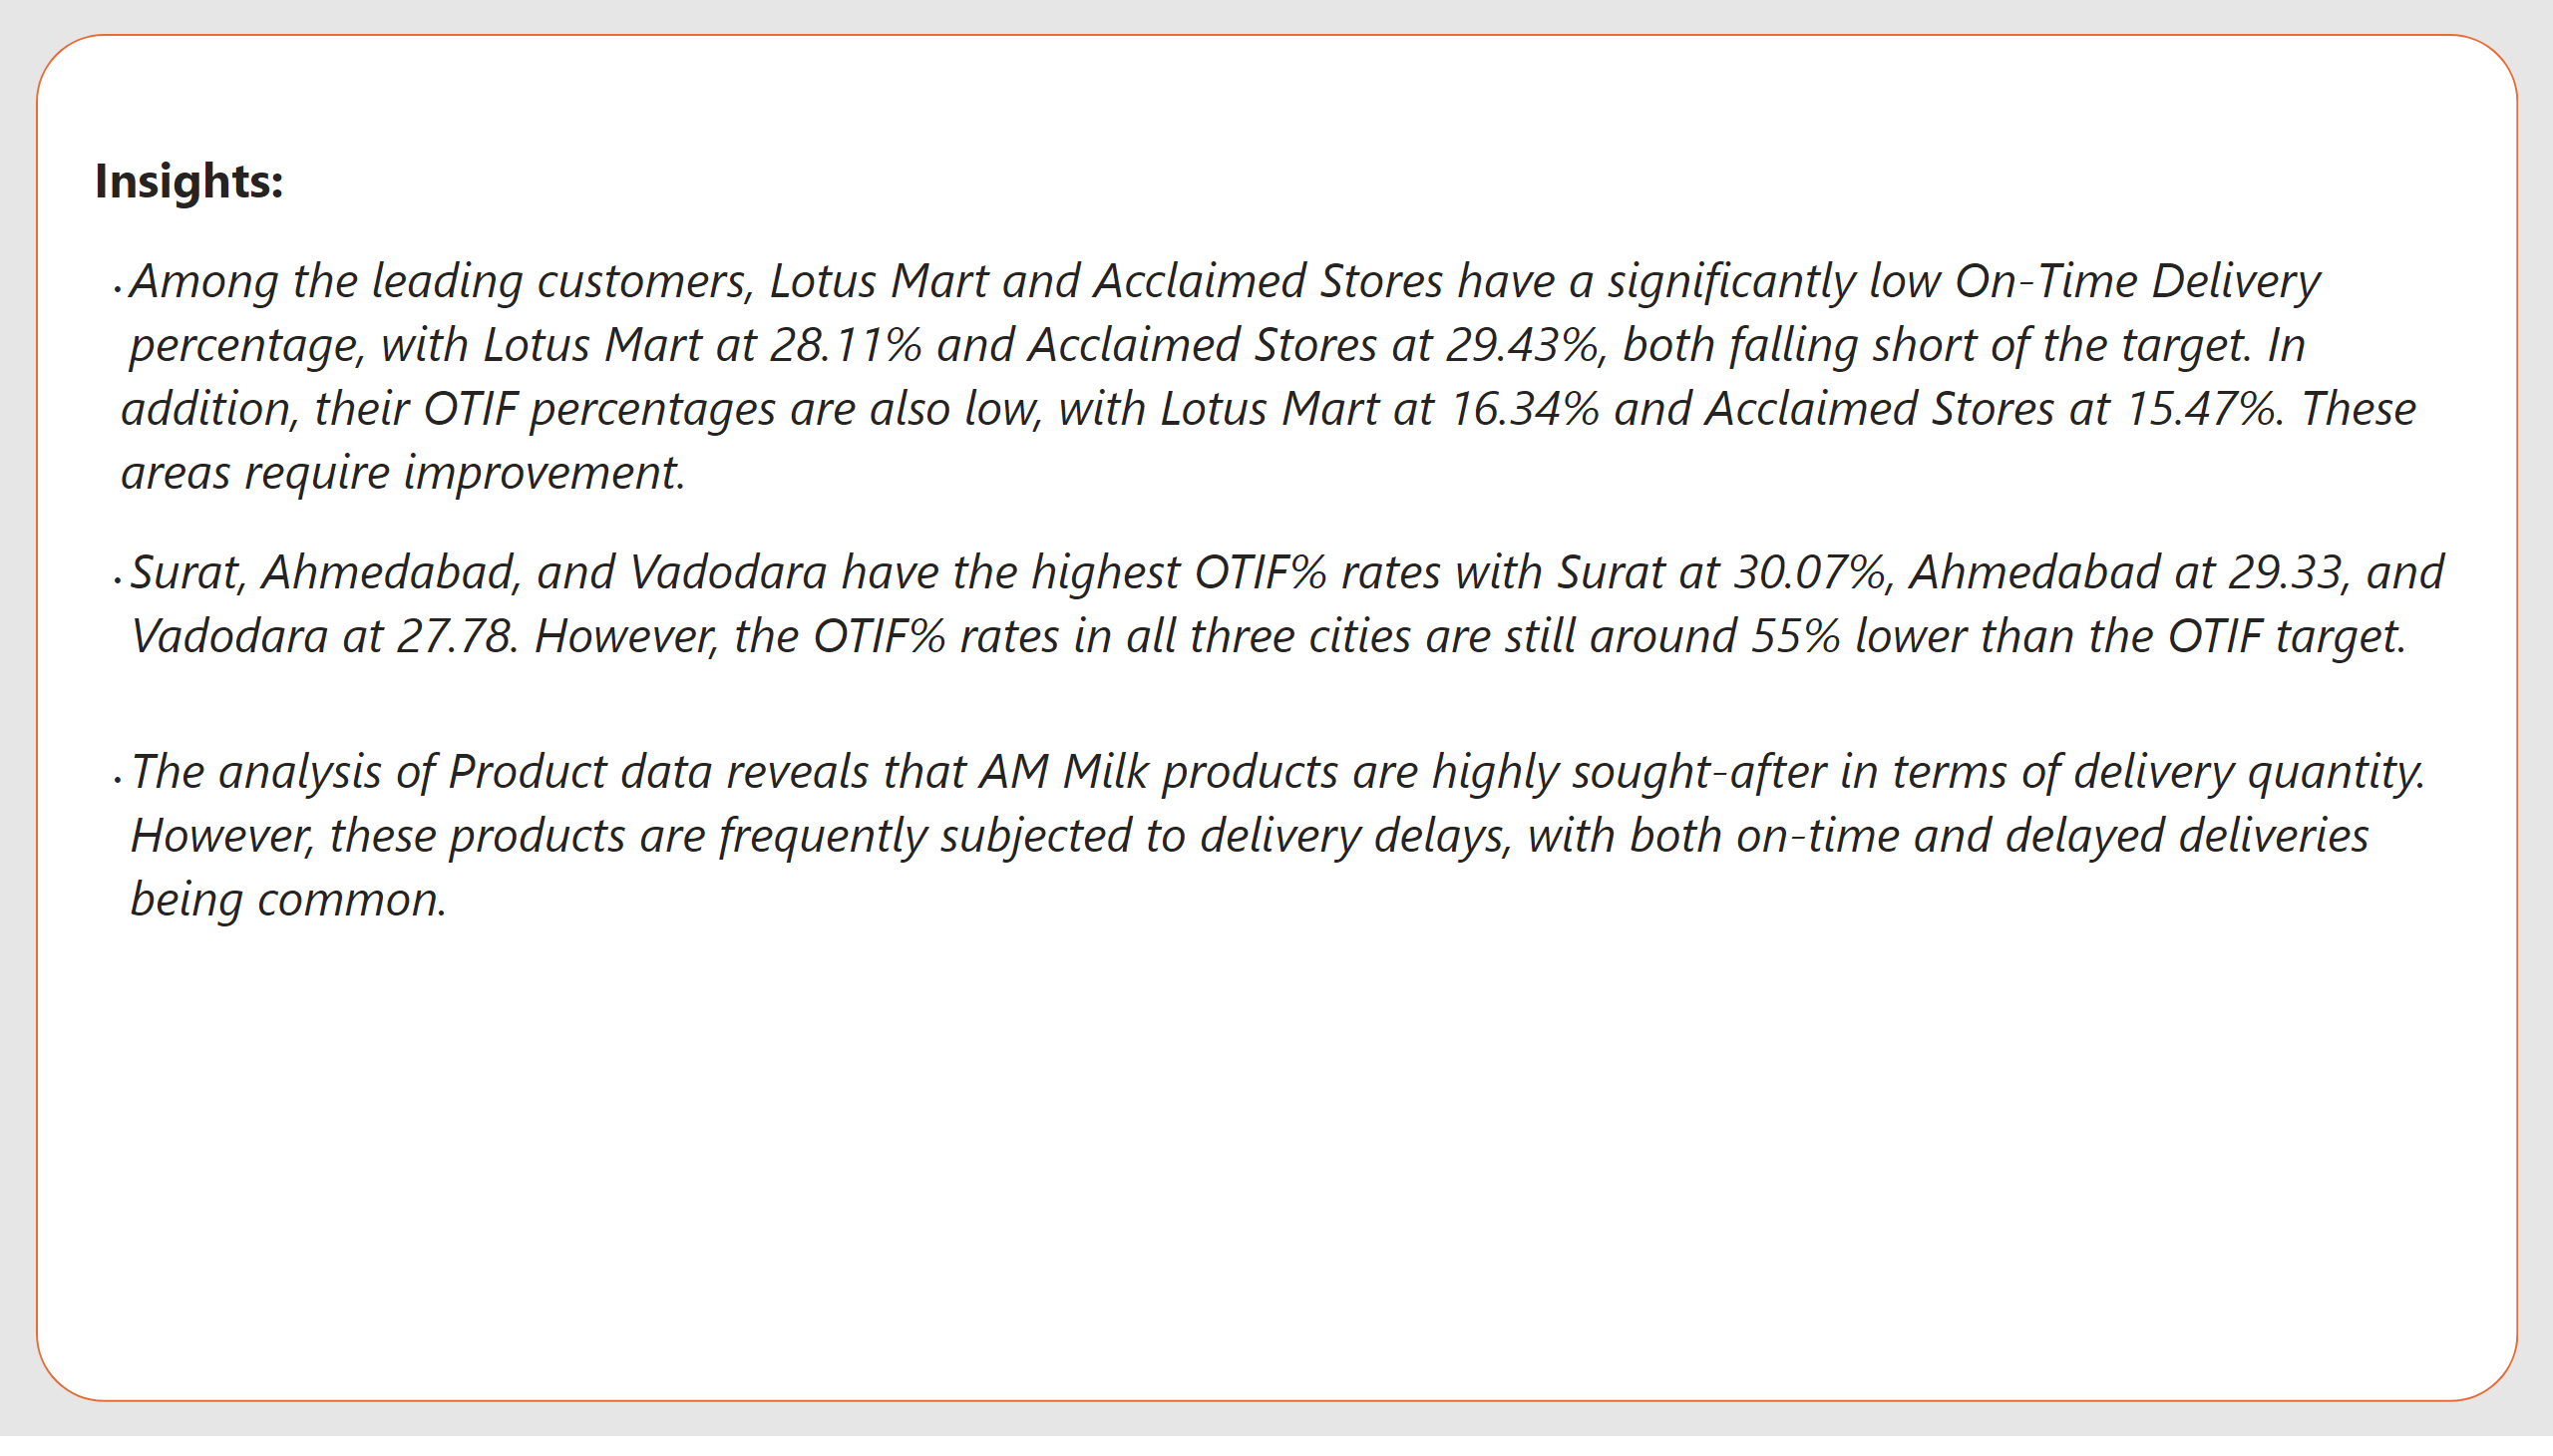 Insights:
· Among the leading customers, Lotus Mart and Acclaimed Stores have a significantly low On-Time Delivery
percentage, with Lotus Mart at 28.11% and Acclaimed Stores at 29.43%, both falling short of the target. In
addition, their OTIF percentages are also low, with Lotus Mart at 16.34% and Acclaimed Stores at 15.47%. These
areas require improvement.
· Surat, Ahmedabad, and Vadodara have the highest OTIF% rates with Surat at 30.07%, Ahmedabad at 29.33, and
Vadodara at 27.78. However, the OTIF% rates in all three cities are still around 55% lower than the OTIF target.
· The analysis of Product data reveals that AM Milk products are highly sought-after in terms of delivery quantity.
However, these products are frequently subjected to delivery delays, with both on-time and delayed deliveries
being common.